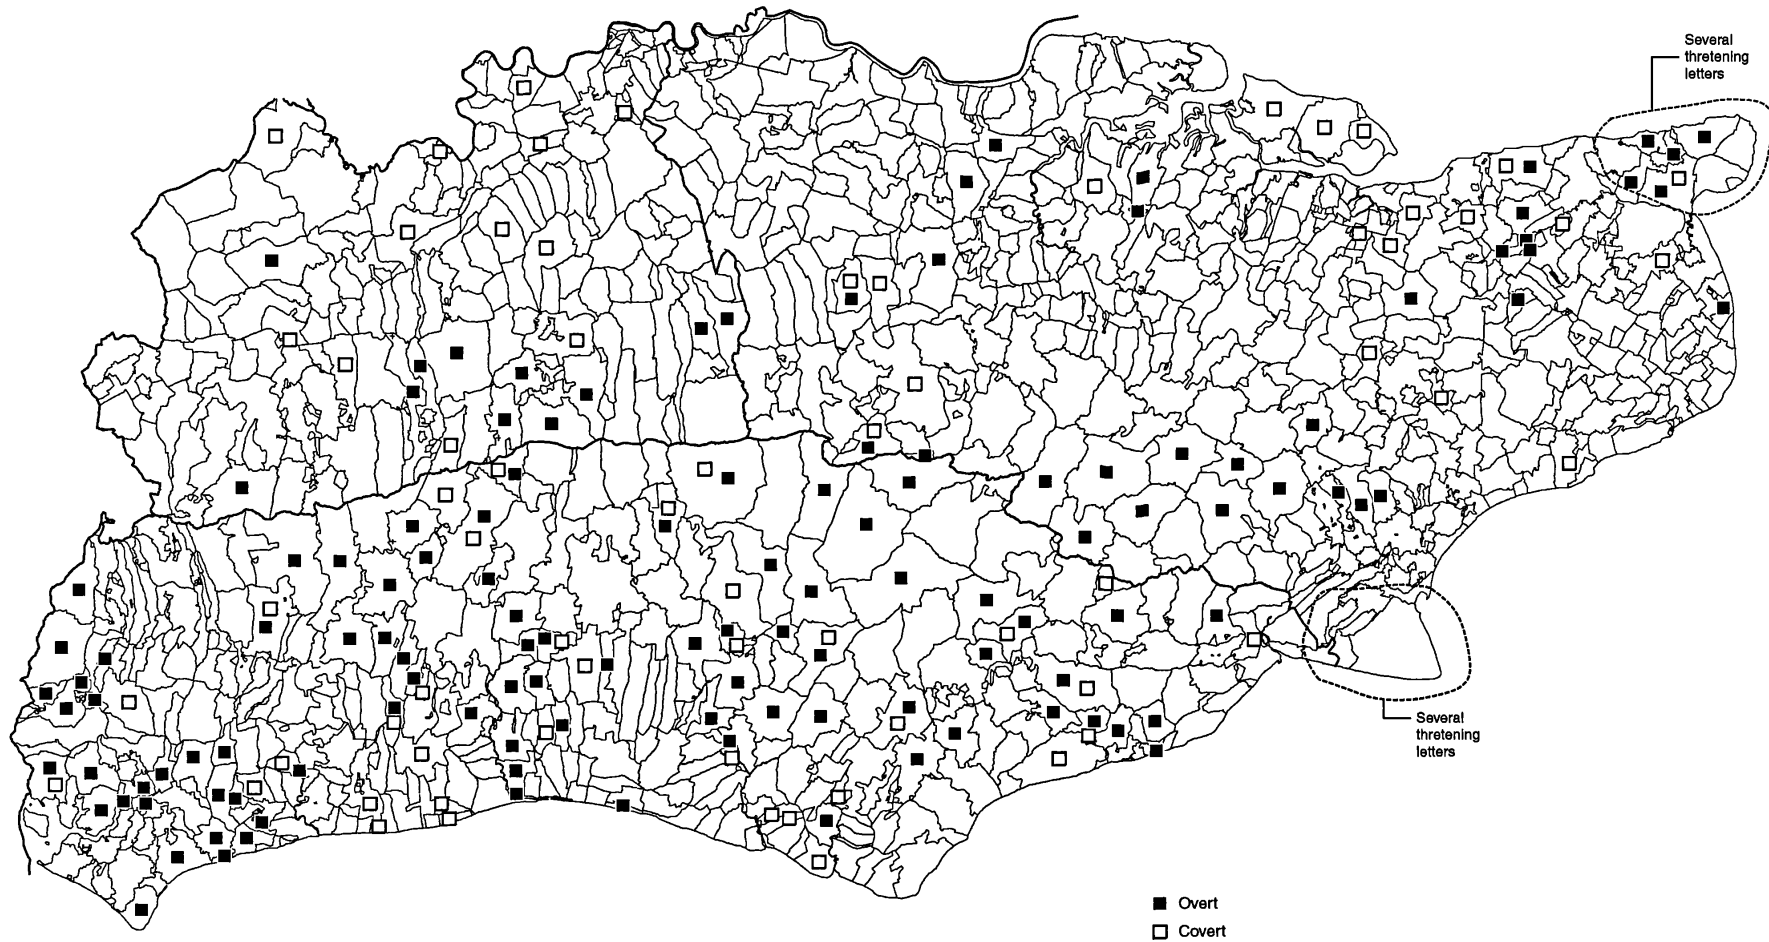 Several
thretening
letters
Several
thretening
letters
Overt
Covert